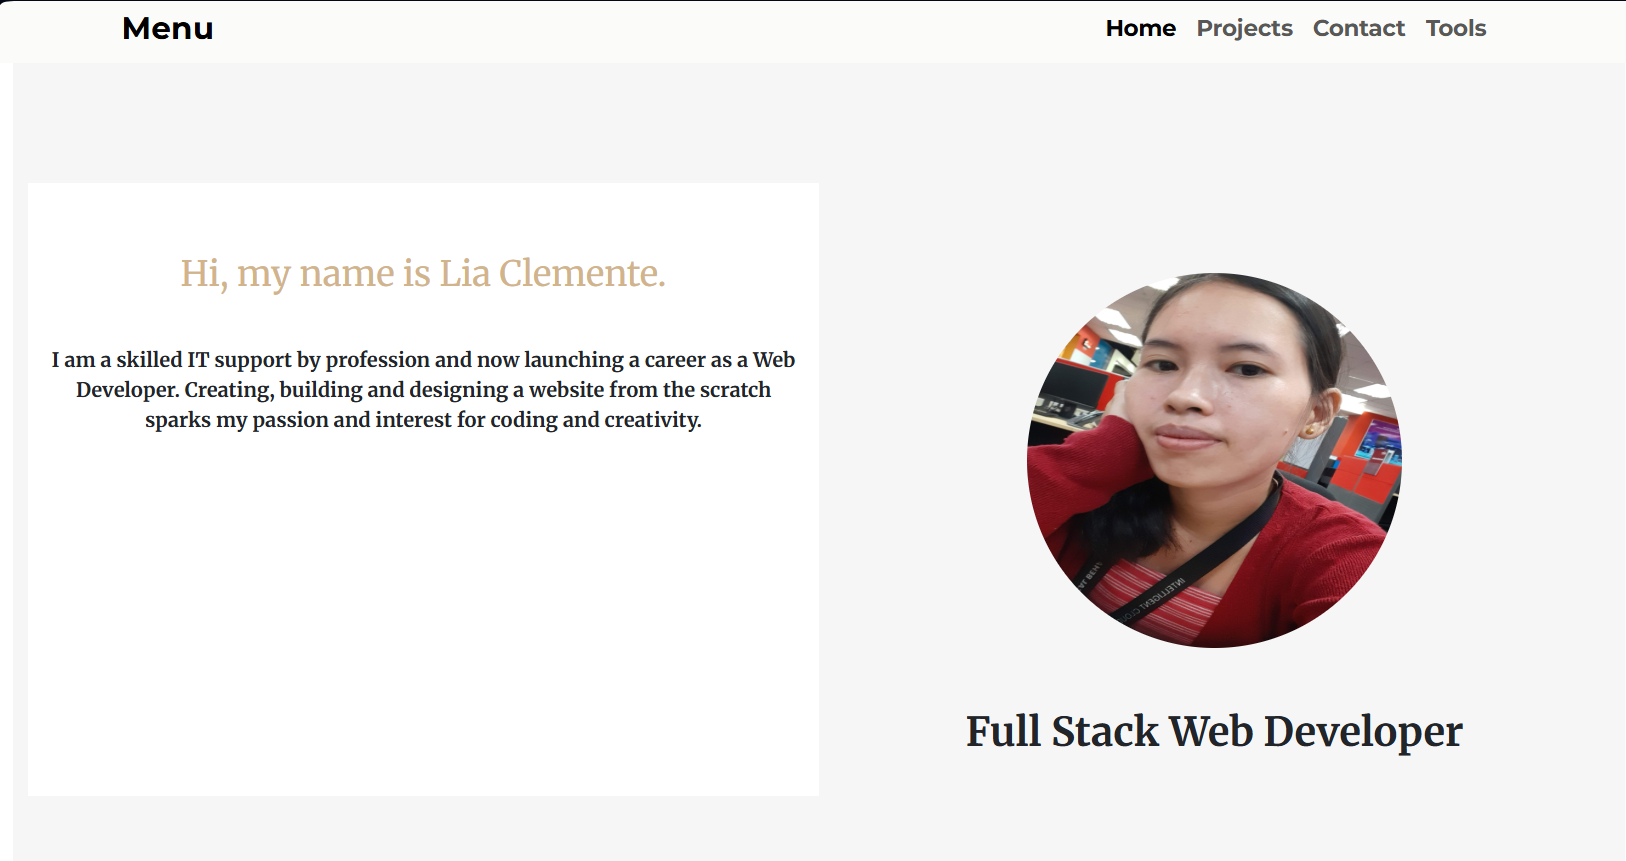 Menu
Home Projects Contact Tools
Hi, my name is Lia Clemente.
I am a skilled IT support by profession and now launching a career as a Web
Developer. Creating, building and designing a website from the scratch
sparks my passion and interest for coding and creativity.
INTELLIGENT
Full Stack Web Developer